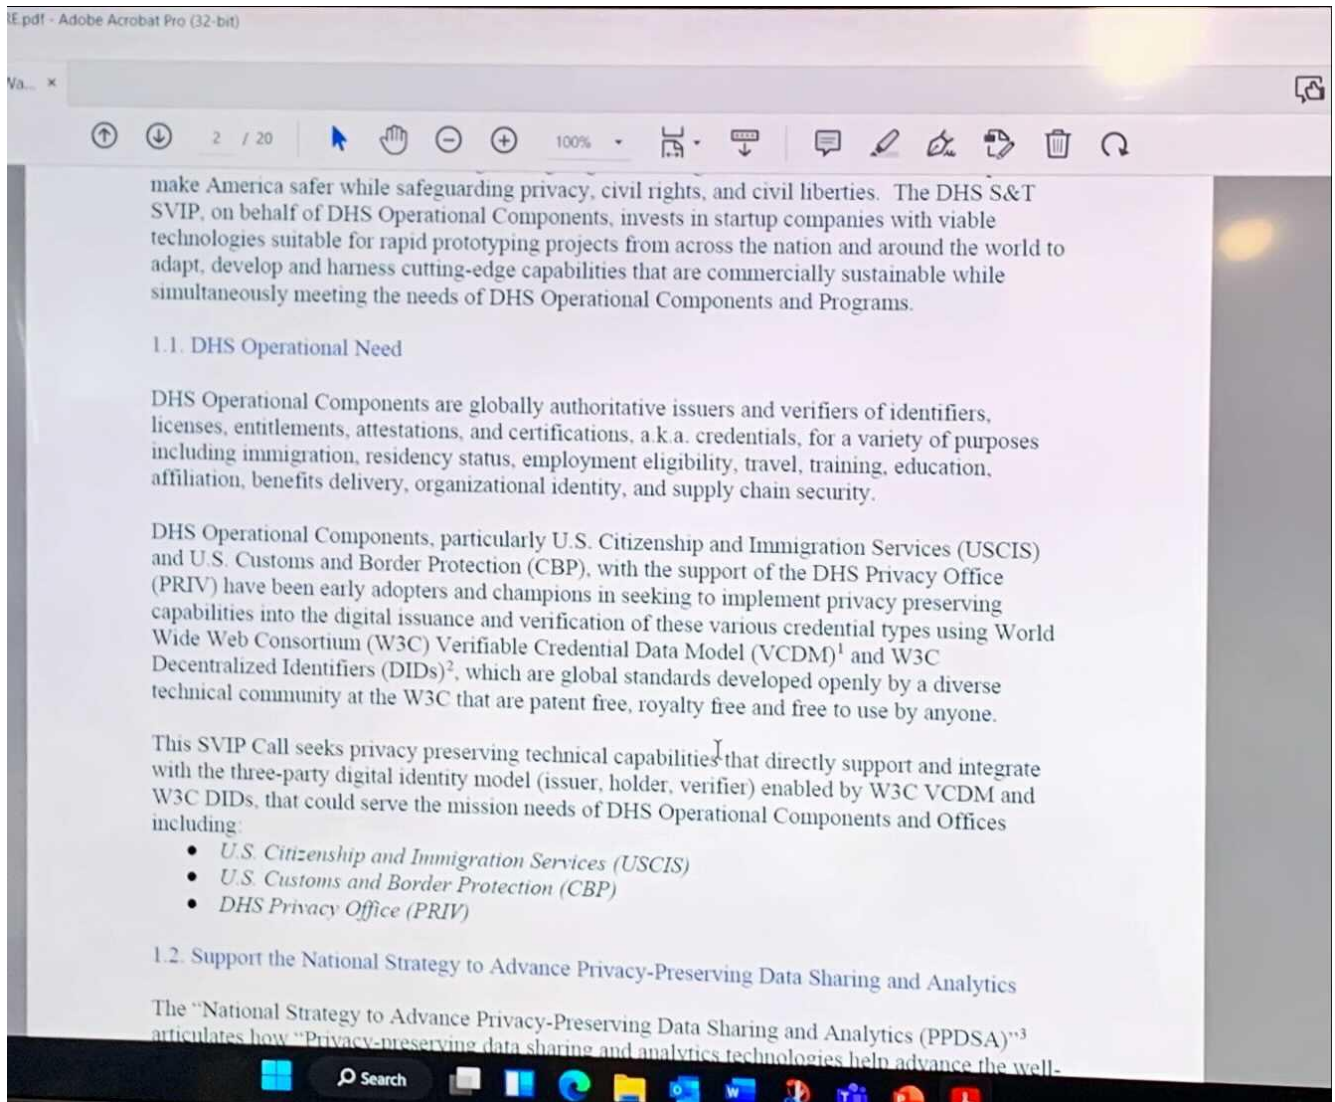 E.pdf - Adobe Acrobat Pro (32-bit)
Wa... ×
2 / 20
100%
make America safer while safeguarding privacy, civil rights, and civil liberties. The DHS S&T
SVIP, on behalf of DHS Operational Components, invests in startup companies with viable
technologies suitable for rapid prototyping projects from across the nation and around the world to
adapt, develop and harness cutting-edge capabilities that are commercially sustainable while
simultaneously meeting the needs of DHS Operational Components and Programs.
1.1. DHS Operational Need
DHS Operational Components are globally authoritative issuers and verifiers of identifiers,
licenses, entitlements, attestations, and certifications, a.k.a. credentials, for a variety of purposes
including immigration, residency status, employment eligibility, travel, training, education,
affiliation, benefits delivery, organizational identity, and supply chain security.
DHS Operational Components, particularly U.S. Citizenship and Immigration Services (USCIS)
and U.S. Customs and Border Protection (CBP), with the support of the DHS Privacy Office
(PRIV) have been early adopters and champions in seeking to implement privacy preserving
capabilities into the digital issuance and verification of these various credential types using World
Wide Web Consortium (W3C) Verifiable Credential Data Model (VCDM)¹ and W3C
Decentralized Identifiers (DIDs)², which are global standards developed openly by a diverse
technical community at the W3C that are patent free, royalty free and free to use by anyone.
This SVIP Call seeks privacy preserving technical capabilities that directly support and integrate
with the three-party digital identity model (issuer, holder, verifier) enabled by W3C VCDM and
W3C DIDs, that could serve the mission needs of DHS Operational Components and Offices
including:
• U.S. Citizenship and Immigration Services (USCIS)
• U.S. Customs and Border Protection (CBP)
• DHS Privacy Office (PRIV)
1.2. Support the National Strategy to Advance Privacy-Preserving Data Sharing and Analytics
The “National Strategy to Advance Privacy-Preserving Data Sharing and Analytics (PPDSA)”³
articulates how “Privacy-preserving data sharing and analytics technologies help advance the well-
Search